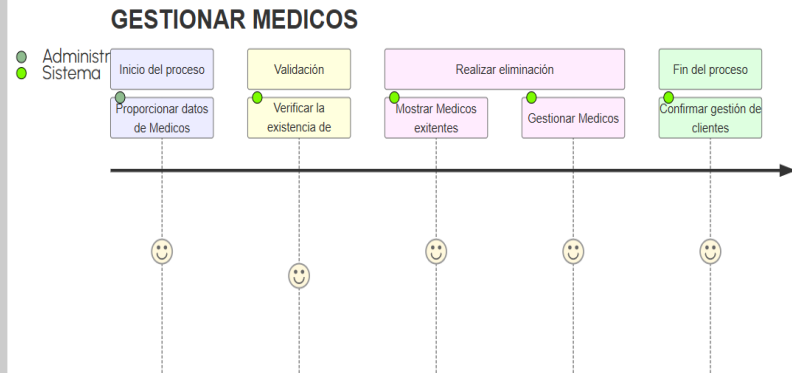 GESTIONAR MEDICOS
Administr
Sistema
Inicio del proceso
Validación
Realizar eliminación
Fin del proceso
Proporcionar datos
de Medicos
Verificar la
existencia de
Mostrar Medicos
exitentes
Gestionar Medicos
Confirmar gestión de
clientes